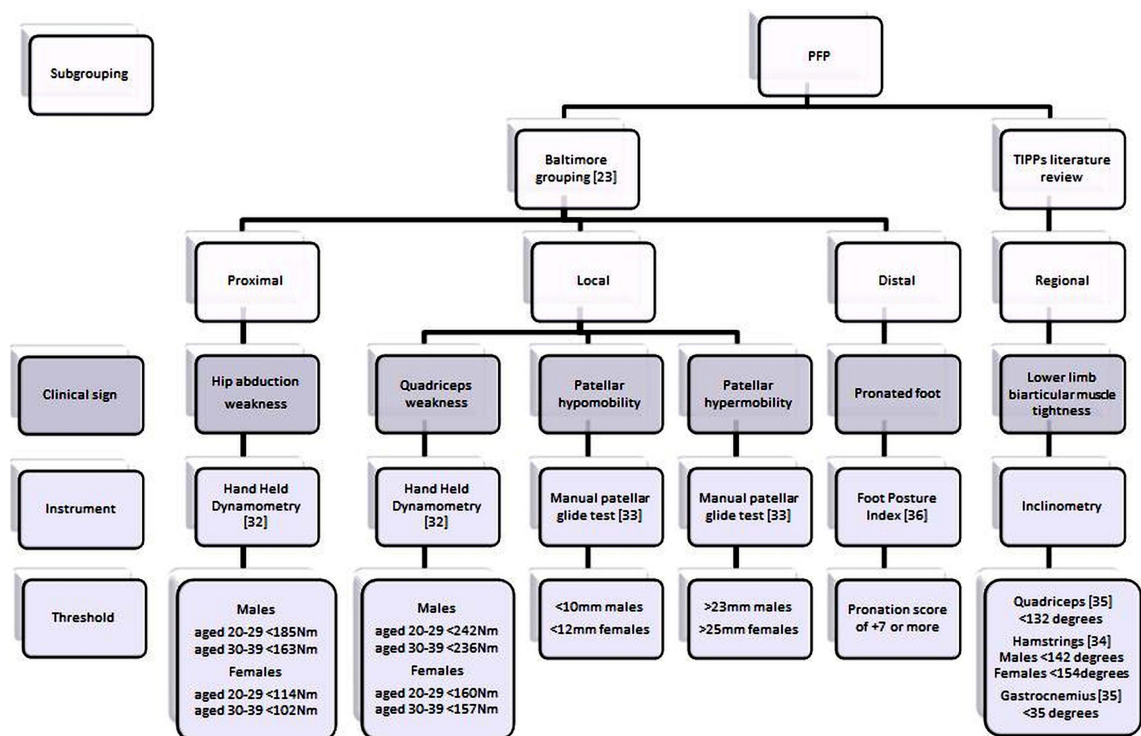 Subgrouping
PFP
Baltimore
grouping [23]
TIPPs literature
review
Proximal
Local
Distal
Regional
Clinical sign
Hip abduction
weakness
Quadriceps
weakness
Patellar
hypomobility
Patellar
hypermobility
Pronated foot
Lower limb
biarticular muscle
tightness
Instrument
Hand Held
Dynamometry
[32]
Hand Held
Dynamometry
[32]
Manual patellar
glide test [33]
Manual patellar
glide test [33]
Foot Posture
Index [36]
Inclinometry
Threshold
Males
aged 20-29 <185Nm
aged 30-39 <163Nm
Females
aged 20-29 <114Nm
aged 30-39 <102Nm
Males
aged 20-29 <242Nm
aged 30-39 <236Nm
Females
aged 20-29 <160Nm
aged 30-39 <157Nm
<10mm males
<12mm females
>23mm males
>25mm females
Pronation score
of +7 or more
Quadriceps [35]
<132 degrees
Hamstrings [34]
Males <142 degrees
Females <154degrees
Gastrocnemius [35]
<35 degrees